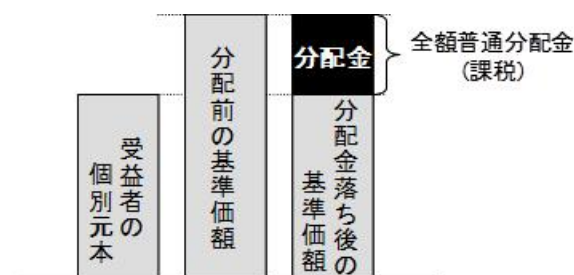 受益者の
個別元本
分配前の基準価額
分配金
分配金落ち後の
基準価額
全額普通分配金
(課税)